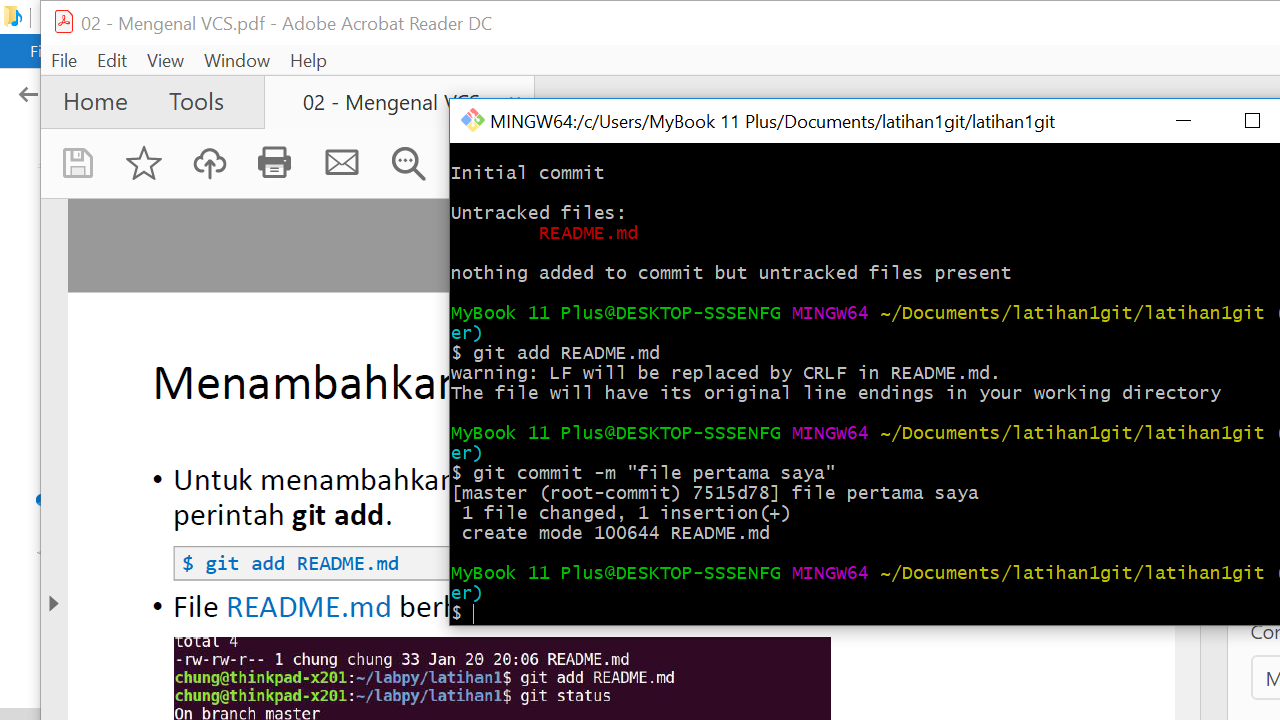 02 - Mengenal VCS.pdf - Adobe Acrobat Reader DC
File Edit View Window Help
Home Tools 02 - Mengenal
MINGW64:/c/Users/MyBook 11 Plus/Documents/latihan1git/latihan1git
Initial commit
Untracked files:
README.md
nothing added to commit but untracked files present
MyBook 11 Plus@DESKTOP-SSSENFG MINGW64 ~/Documents/latihan1git/latihan1git (
er)
$ git add README.md
warning: LF will be replaced by CRLF in README.md.
The file will have its original line endings in your working directory
MyBook 11 Plus@DESKTOP-SSSENFG MINGW64 ~/Documents/latihan1git/latihan1git (
er)
$ git commit -m "file pertama saya"
[master (root-commit) 7515d78] file pertama saya
1 file changed, 1 insertion(+)
create mode 100644 README.md
MyBook 11 Plus@DESKTOP-SSSENFG MINGW64 ~/Documents/latihan1git/latihan1git (
er)
$
Menambahkan
• Untuk menambahkan
perintah git add.
$ git add README.md
• File README.md
total 4
-rw-rw-r-- 1 chung chung 33 Jan 20 20:06 README.md
chung@thinkpad-x201:~/labpy/latihan1$ git add README.md
chung@thinkpad-x201:~/labpy/latihan1$ git status
On branch master